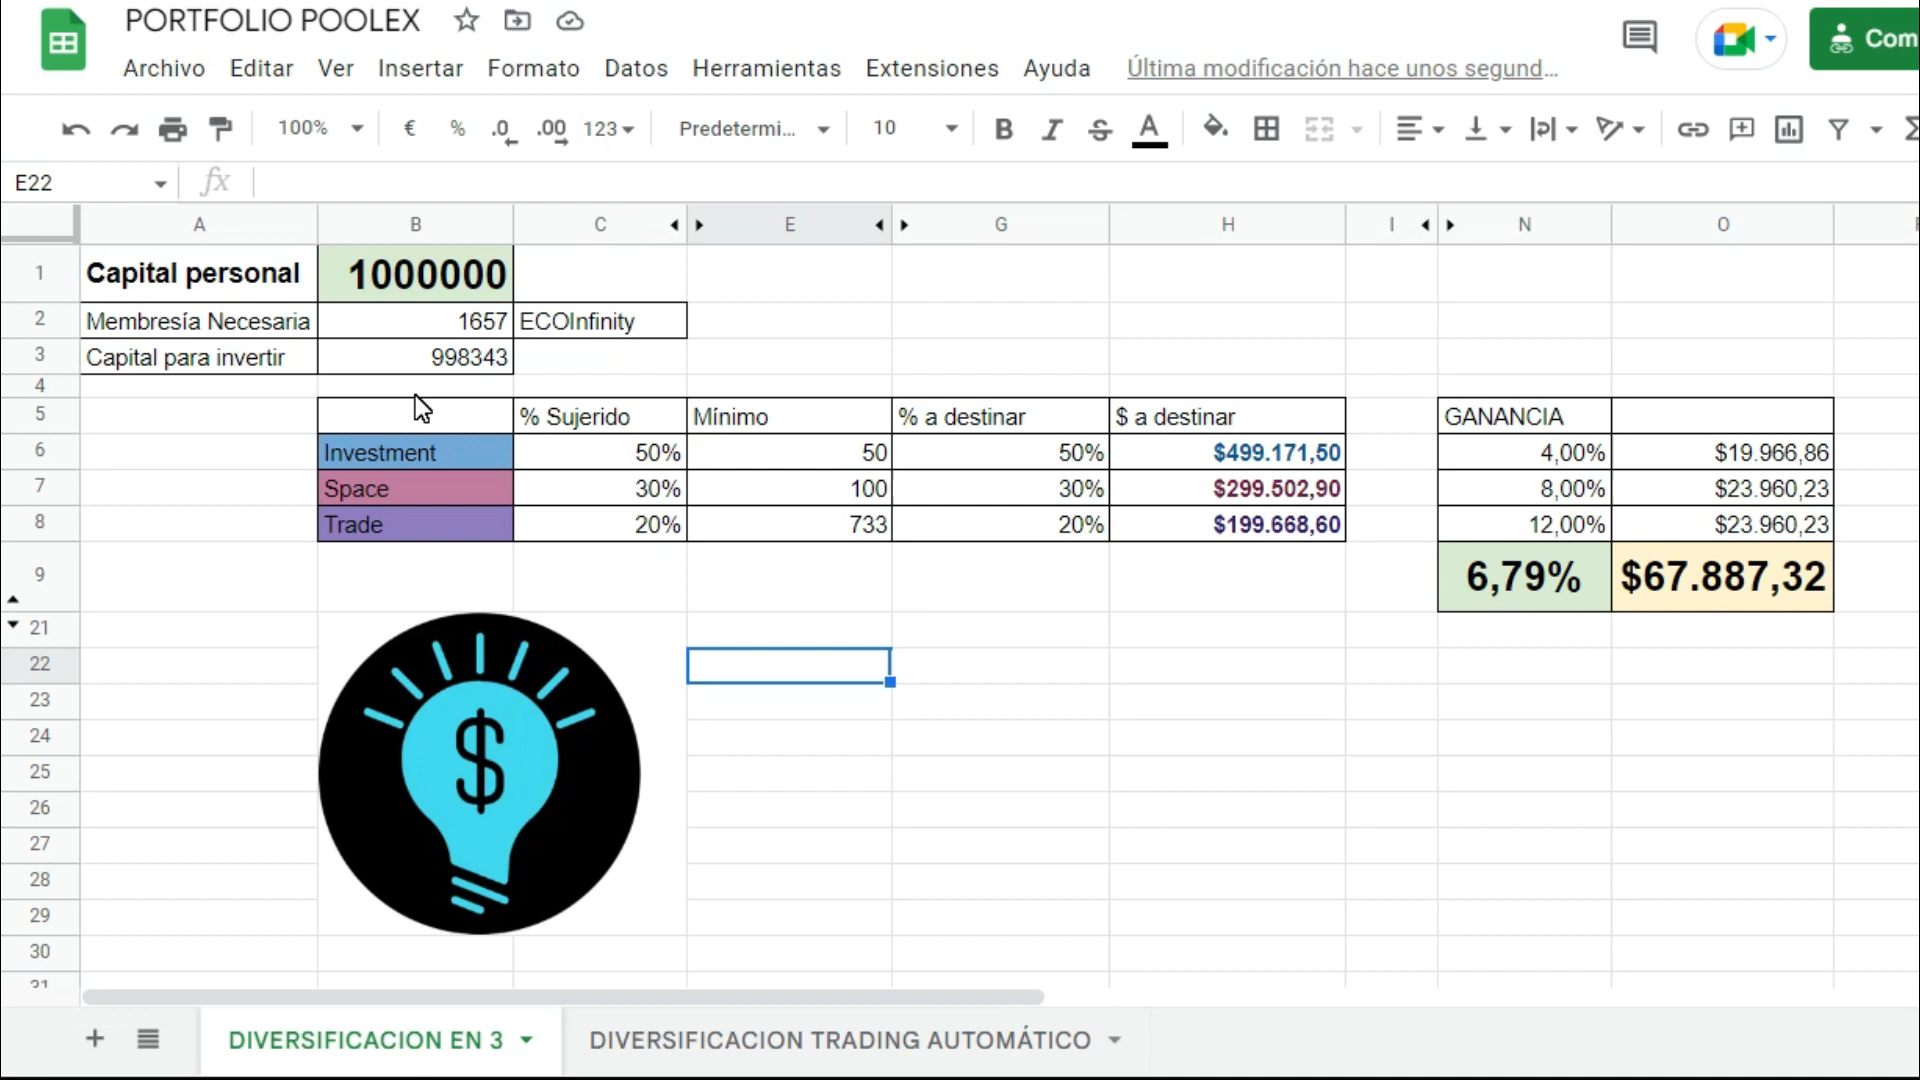 PORTFOLIO POOLEX
Archivo Editar Ver Insertar Formato Datos Herramientas Extensiones Ayuda Última modificación hace unos segund…
Com
100% € % .0 .00 123 Predetermi... 10 B I S A
E22 fx
A B C E G H I N O
1 Capital personal 1000000
2 Membresía Necesaria 1657 ECOInfinity
3 Capital para invertir 998343
4
5 % Sujerido Mínimo % a destinar $ a destinar GANANCIA
6 Investment 50% 50 50% $499.171,50 4,00% $19.966,86
7 Space 30% 100 30% $299.502,90 8,00% $23.960,23
8 Trade 20% 733 20% $199.668,60 12,00% $23.960,23
9 6,79% $67.887,32
21
22
23
24
25
26
27
28
29
30
31
$
DIVERSIFICACION EN 3 DIVERSIFICACION TRADING AUTOMÁTICO